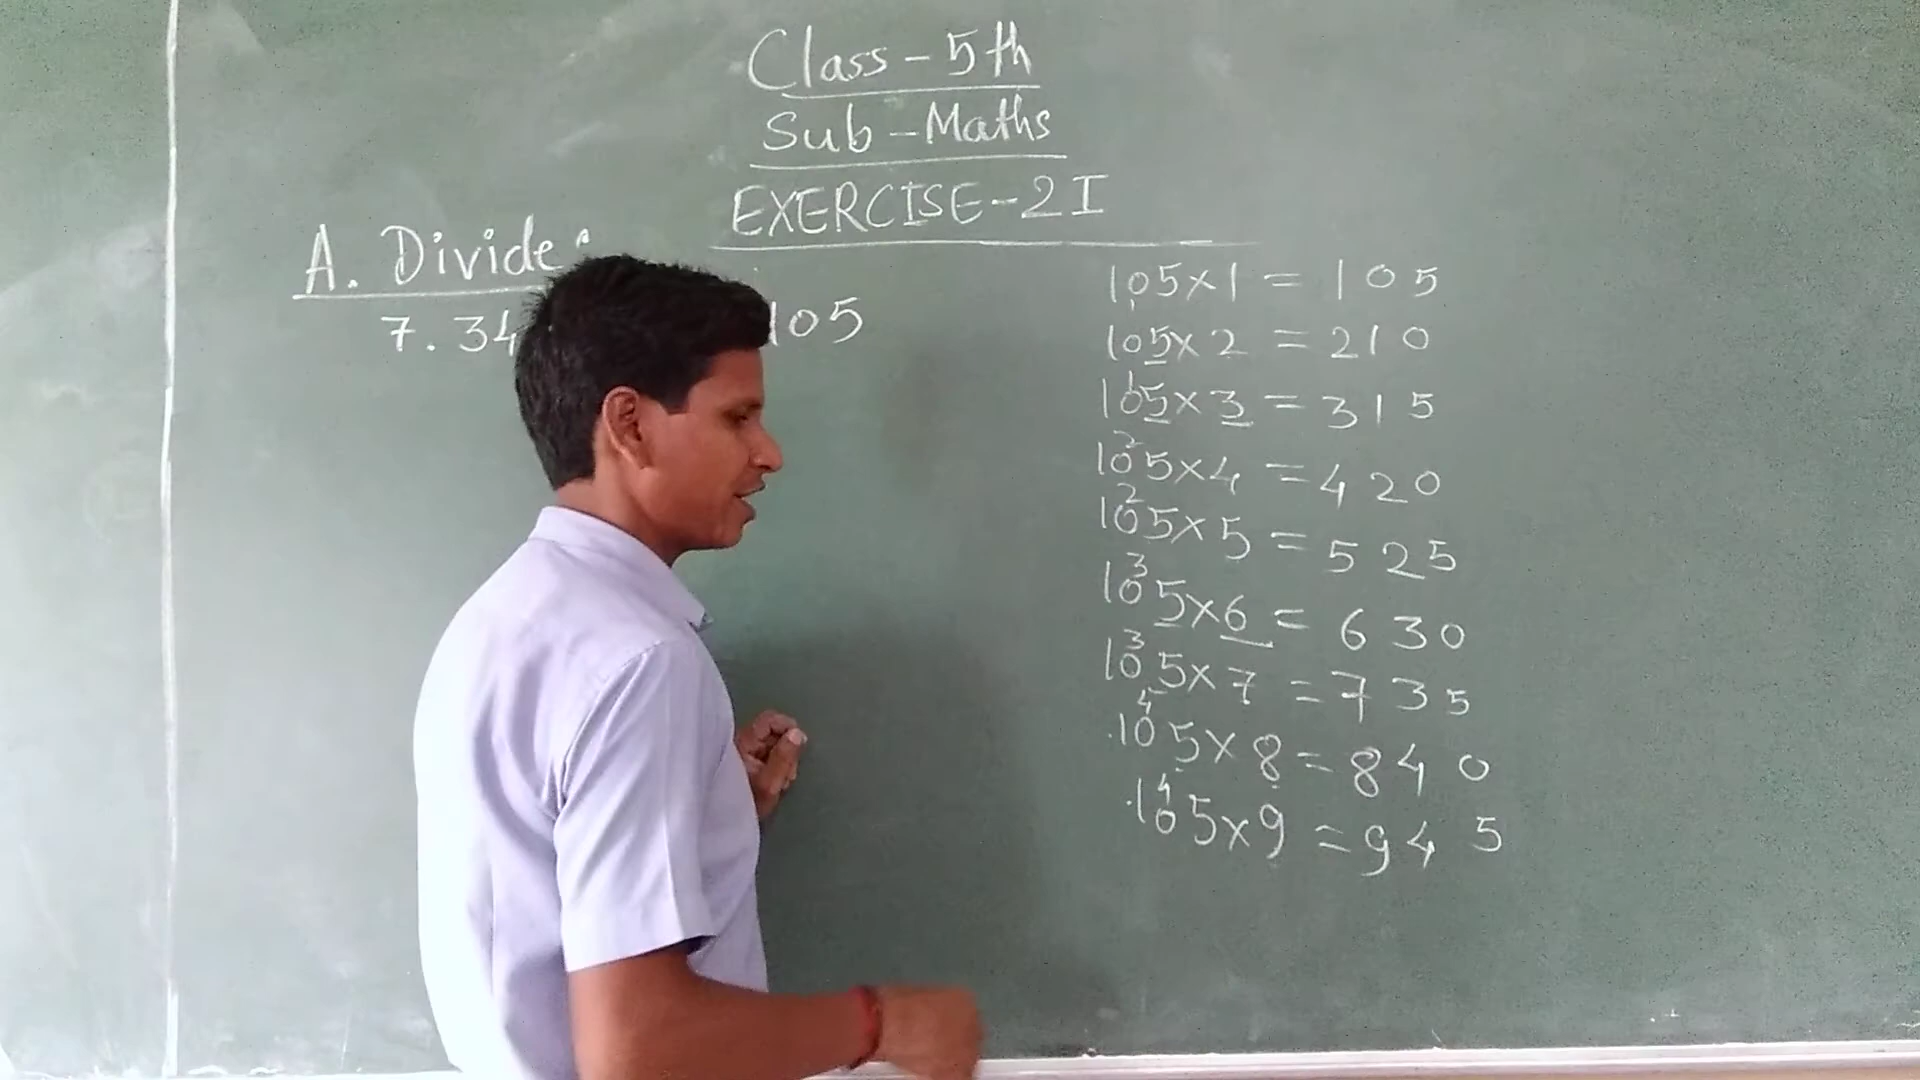 Class - 5th
Sub - Maths
EXERCISE - 2I
A. Divide:
7. 34 105
105 x 1 = 105
105 x 2 = 210
105 x 3 = 315
105 x 4 = 420
105 x 5 = 525
105 x 6 = 630
105 x 7 = 735
105 x 8 = 840
105 x 9 = 945